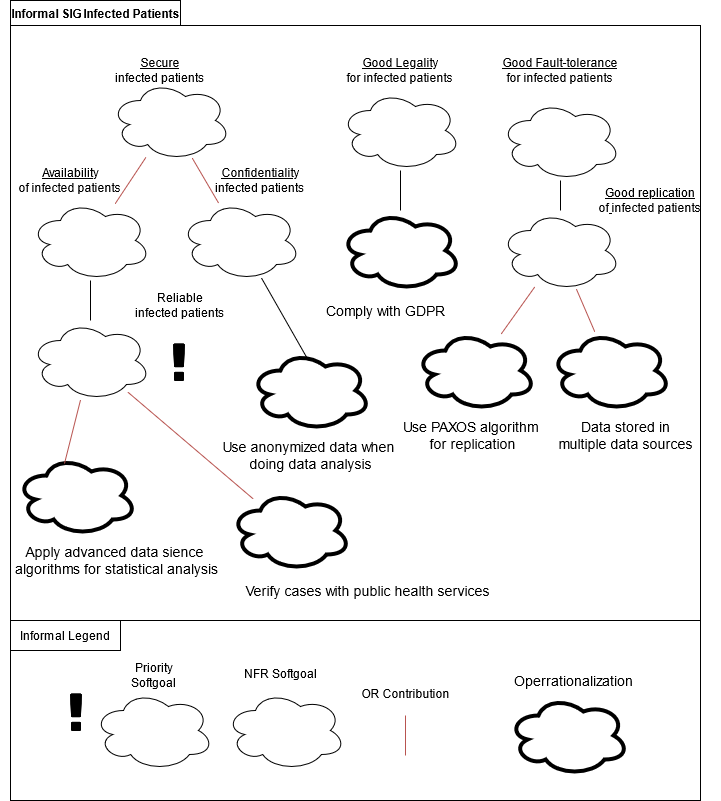 Informal SIG Infected Patients
Secure
infected patients
Good Legality
for infected patients
Good Fault-tolerance
for infected patients
Availability
of infected patients
Confidentiality
infected patients
Good replication
of infected patients
Reliable
infected patients
!
Comply with GDPR
Use anonymized data when
doing data analysis
Use PAXOS algorithm
for replication
Data stored in
multiple data sources
Apply advanced data sience
algorithms for statistical analysis
Verify cases with public health services
Informal Legend
!
Priority
Softgoal
NFR Softgoal
OR Contribution
Operrationalization